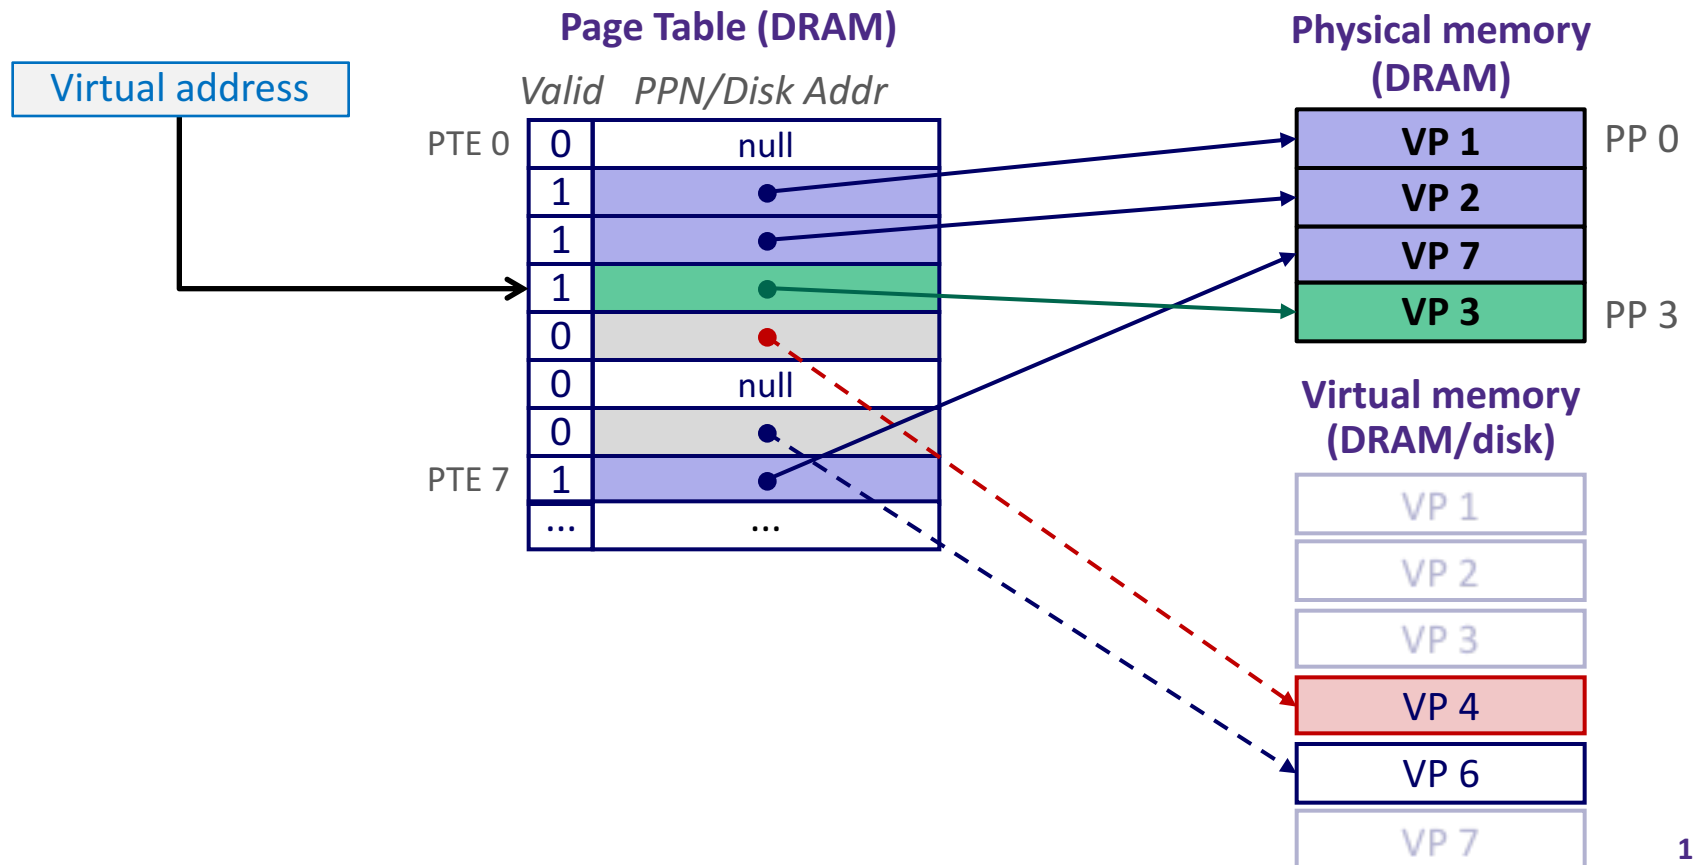 Page Table (DRAM)
Physical memory
(DRAM)
Virtual address
Valid PPN/Disk Addr
PTE 0 0 null
1
1
1
0
0 null
0
PTE 7 1
... ...
VP 1 PP 0
VP 2
VP 7
VP 3 PP 3
Virtual memory
(DRAM/disk)
VP 1
VP 2
VP 3
VP 4
VP 6
VP 7
1